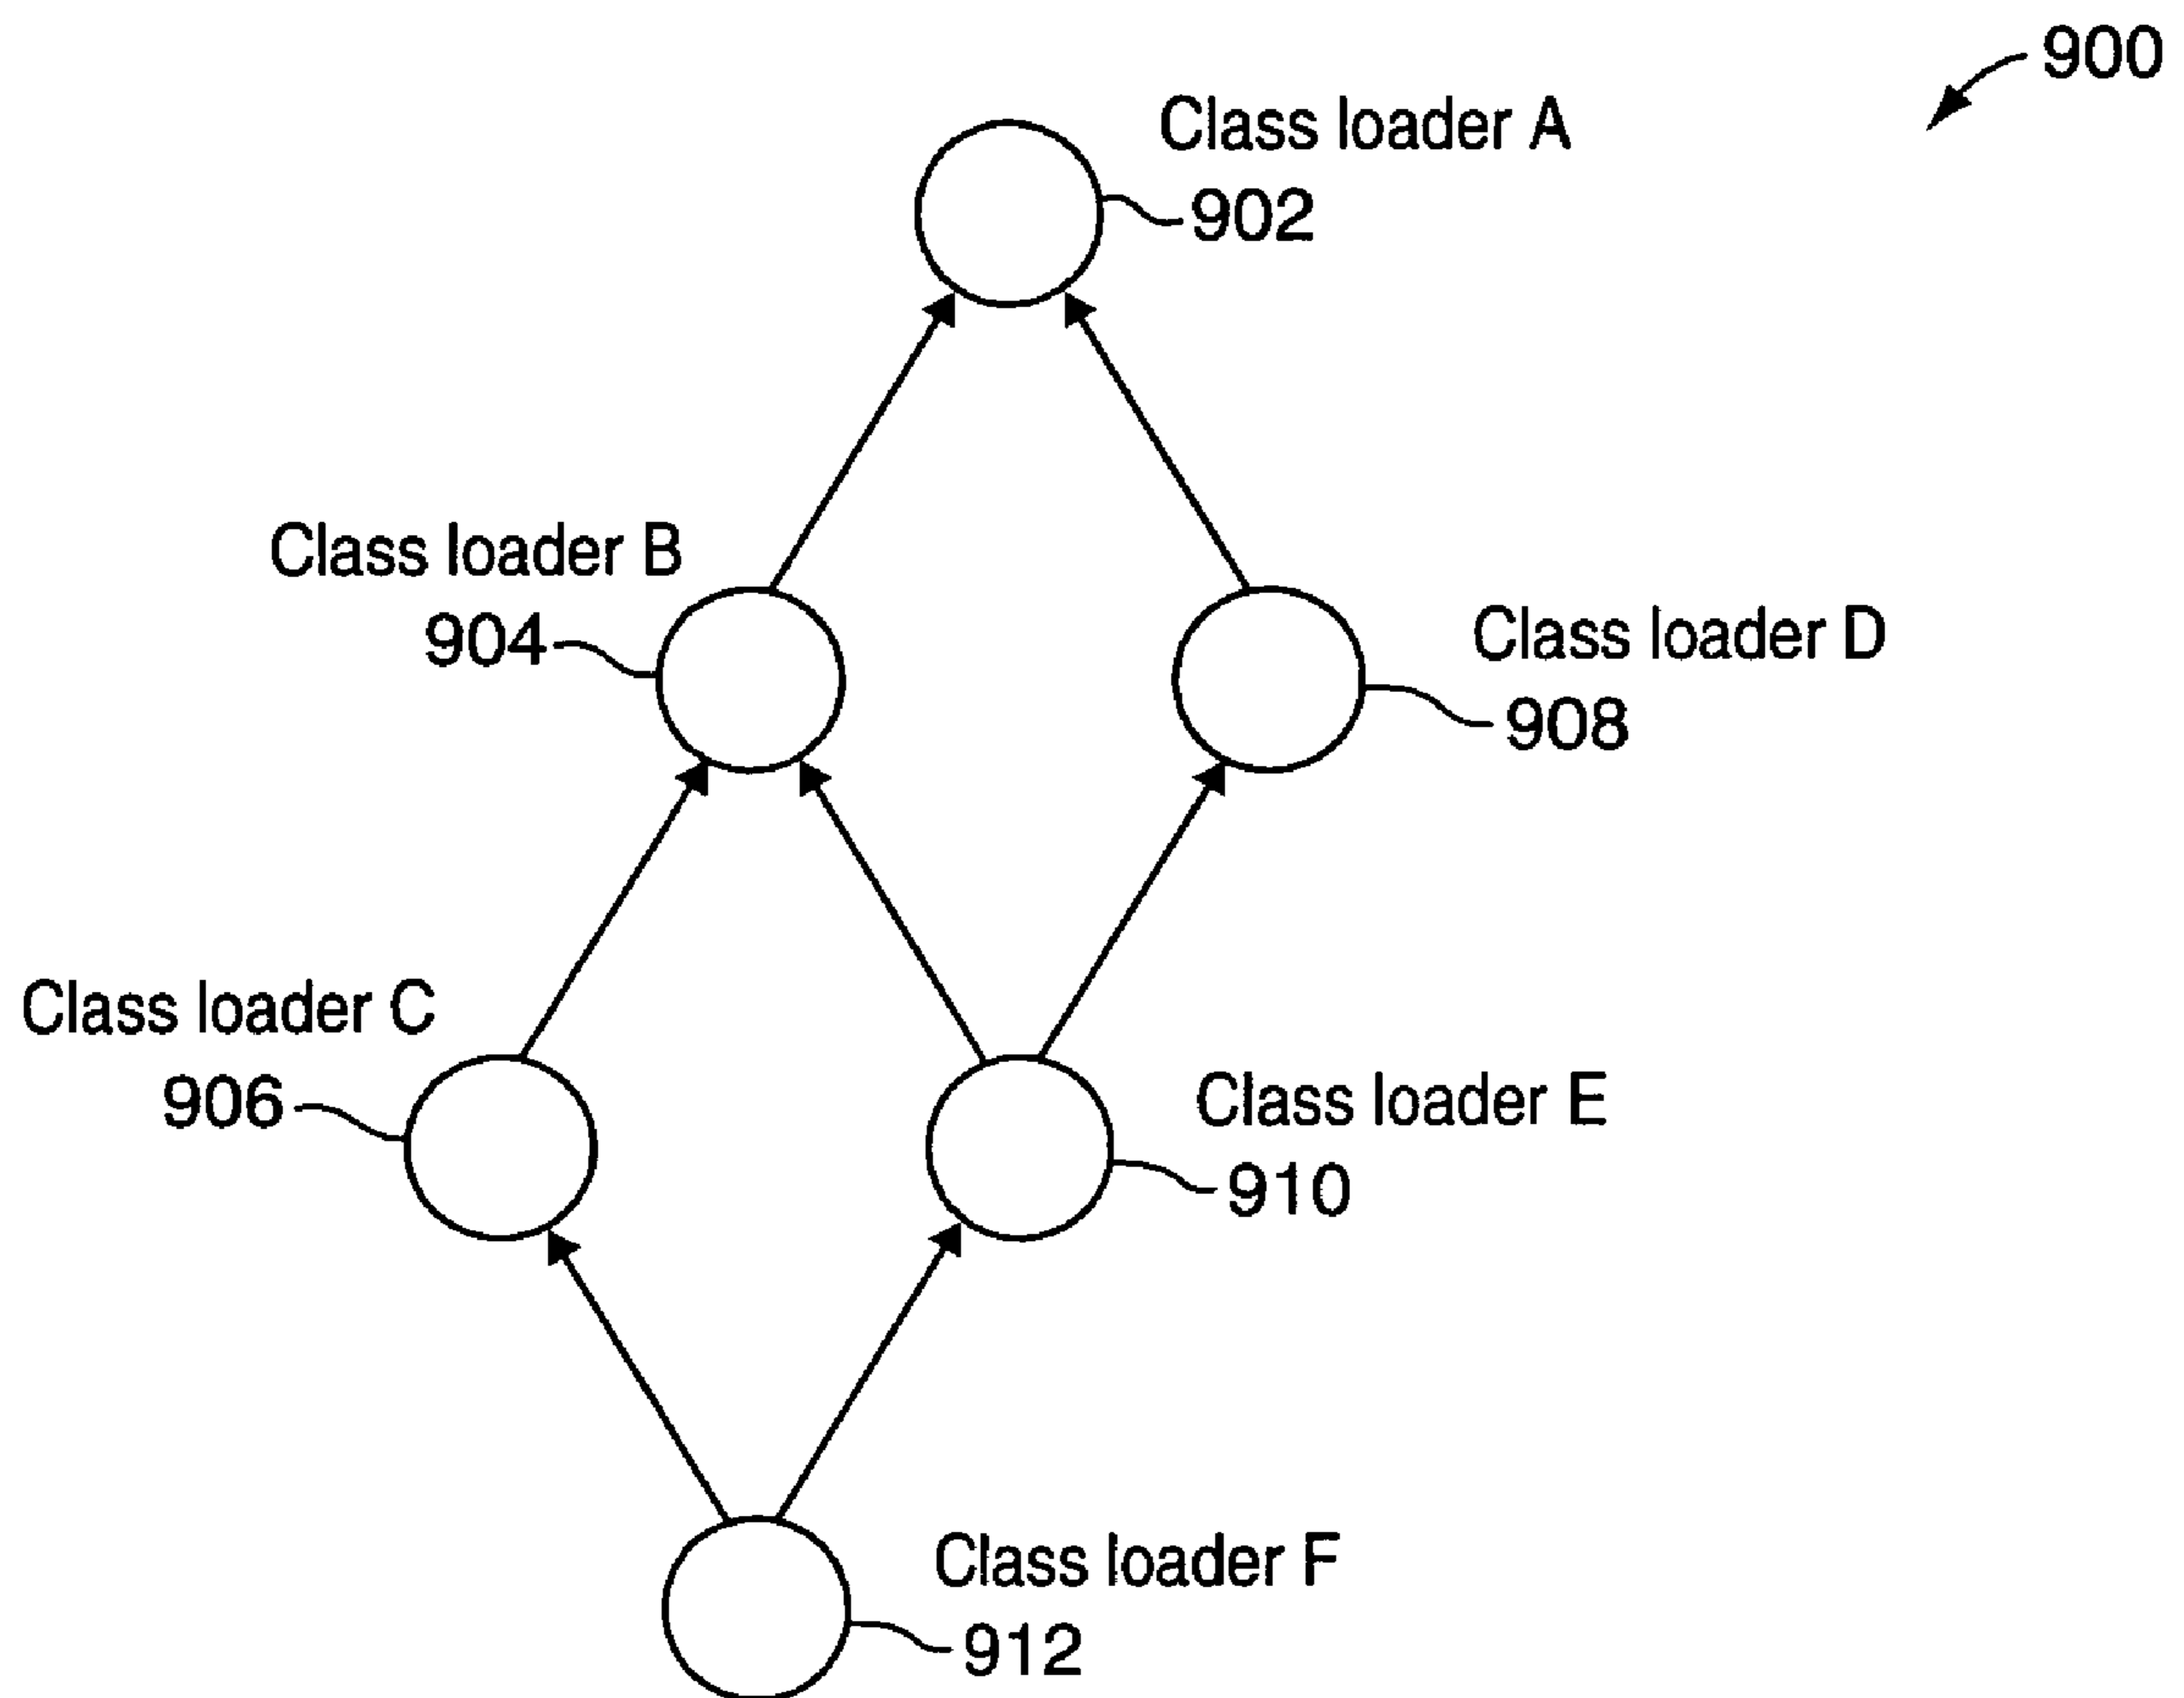 900
Class loader A
902
Class loader B
904
Class loader D
908
Class loader C
906
Class loader E
910
Class loader F
912